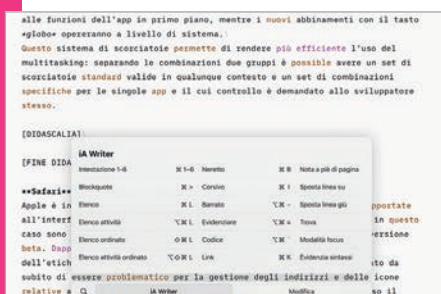 alle funzioni dell'app in primo piano, mentre i nuovi abbinamenti con il tasto
*globo* opereranno a livello di sistema.\
Questo sistema di scorciatoie permette di rendere più efficiente l'uso del
multitasking: separando le combinazioni due gruppi è possible avere un set di
scorciatoie standard valide in qualunque contesto e un set di combinazioni
specifiche per le singole app e il cui controllo è demandato allo sviluppatore
stesso.
[DIDASCALIA]\
[FINE DIDA
iA Writer
Intestazione 1–6 ⌘ 1–6 Neretto ⌘ B Nota a piè di pagina
Blockquote ⌘ > Corsivo ⌘ I Sposta linea su
Elenco ⌘ L Barrato ⌥⌘ - Sposta linea giù
Elenco attività ⌥⌘ L Evidenziare ⌥⌘ = Trova
Elenco ordinato ⇧⌘ L Codice ⌥⌘ ` Modalità focus
Elenco attività ordinato ⌥⇧⌘ L Link ⌘ K Evidenzia sintassi
iA Writer Modifica
**Safari**
Apple è in pportate
all'interf in questo
caso sono ersione
beta. Dapp
dell'etich to da
subito di essere problematico per la gestione degli indirizzi e delle icone
relative a so il